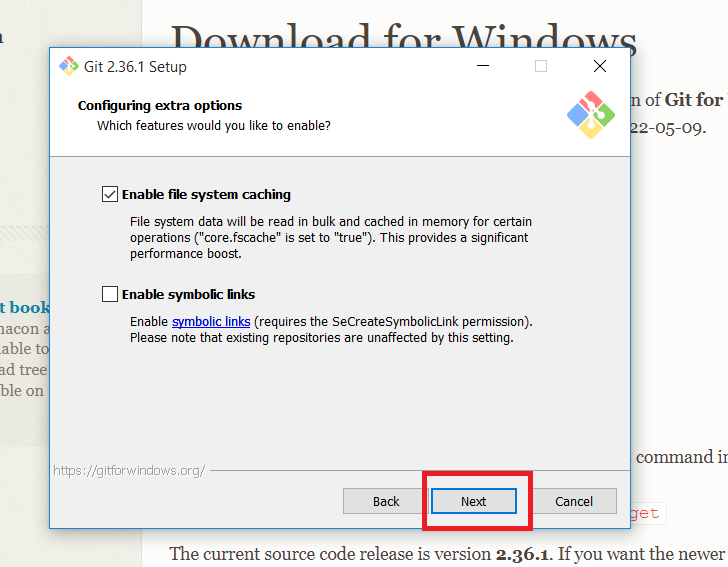 Download for Windows
Git 2.36.1 Setup
Configuring extra options
Which features would you like to enable?
n of Git for
22-05-09.
Enable file system caching
File system data will be read in bulk and cached in memory for certain
operations ("core.fscache" is set to "true"). This provides a significant
performance boost.
Enable symbolic links
Enable symbolic links (requires the SeCreateSymbolicLink permission).
Please note that existing repositories are unaffected by this setting.
t book
nacon a
lable to
ad tree
ble on
https://gitforwindows.org/
command in
Back
Next
Cancel
get
The current source code release is version 2.36.1. If you want the newer